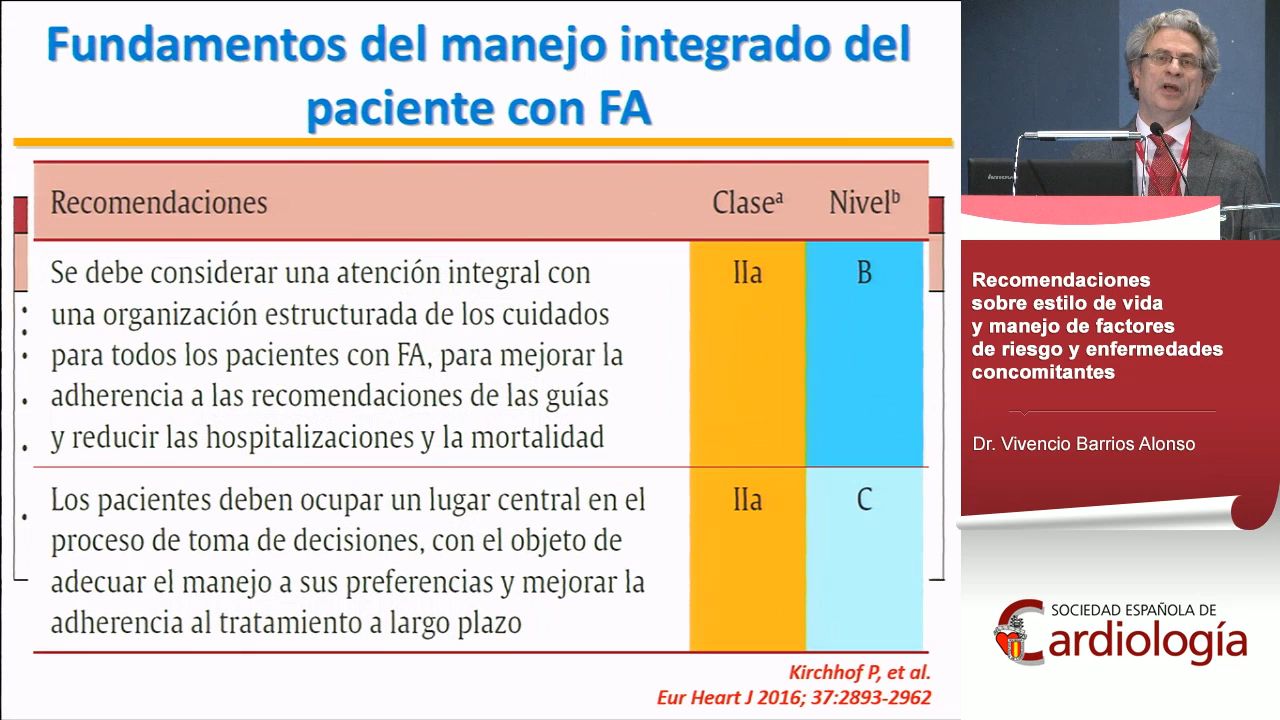 Fundamentos del manejo integrado del
paciente con FA
Recomendaciones
Claseª
Nivelᵇ
Se debe considerar una atención integral con
una organización estructurada de los cuidados
para todos los pacientes con FA, para mejorar la
adherencia a las recomendaciones de las guías
y reducir las hospitalizaciones y la mortalidad
IIa
B
Los pacientes deben ocupar un lugar central en el
proceso de toma de decisiones, con el objeto de
adecuar el manejo a sus preferencias y mejorar la
adherencia al tratamiento a largo plazo
IIa
C
Kirchhof P, et al.
Eur Heart J 2016; 37:2893-2962
Recomendaciones
sobre estilo de vida
y manejo de factores
de riesgo y enfermedades
concomitantes
Dr. Vivencio Barrios Alonso
SOCIEDAD ESPAÑOLA DE
Cardiología